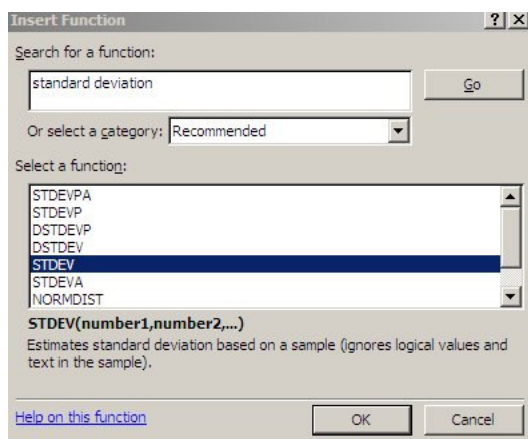 Insert Function
Search for a function:
standard deviation
Go
Or select a category: Recommended
Select a function:
STDEVPA
STDEVP
DSTDEVP
DSTDEV
STDEV
STDEVA
NORMDIST
STDEV(number1,number2,...)
Estimates standard deviation based on a sample (ignores logical values and
text in the sample).
Help on this function
OK
Cancel